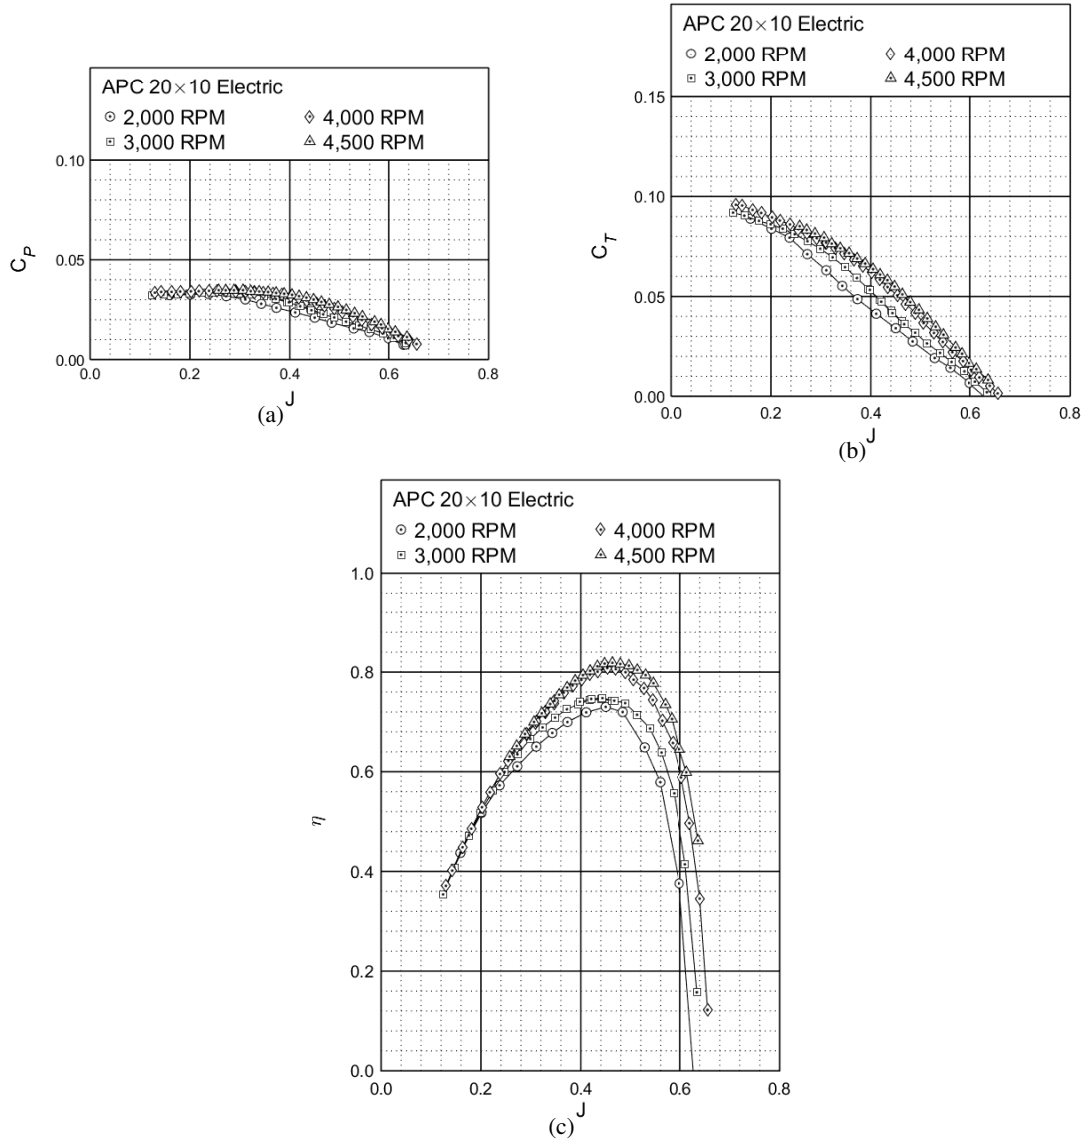 APC 20×10 Electric
2,000 RPM 4,000 RPM
3,000 RPM 4,500 RPM
0.10
0.05
0.00
C_P
0.0 0.2 0.4 0.6 0.8
J
(a)
APC 20×10 Electric
2,000 RPM 4,000 RPM
3,000 RPM 4,500 RPM
0.15
0.10
0.05
0.00
C_T
0.0 0.2 0.4 0.6 0.8
J
(b)
APC 20×10 Electric
2,000 RPM 4,000 RPM
3,000 RPM 4,500 RPM
1.0
0.8
0.6
0.4
0.2
0.0
η
0.0 0.2 0.4 0.6 0.8
J
(c)